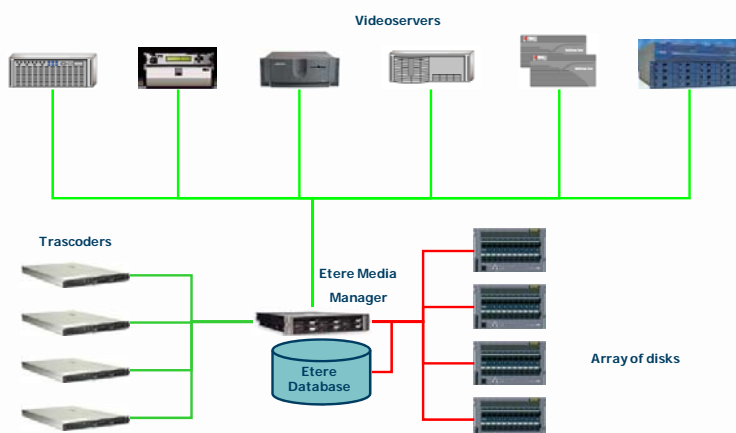 Videoservers
Trascoders
Etere Media
Manager
Etere
Database
Array of disks